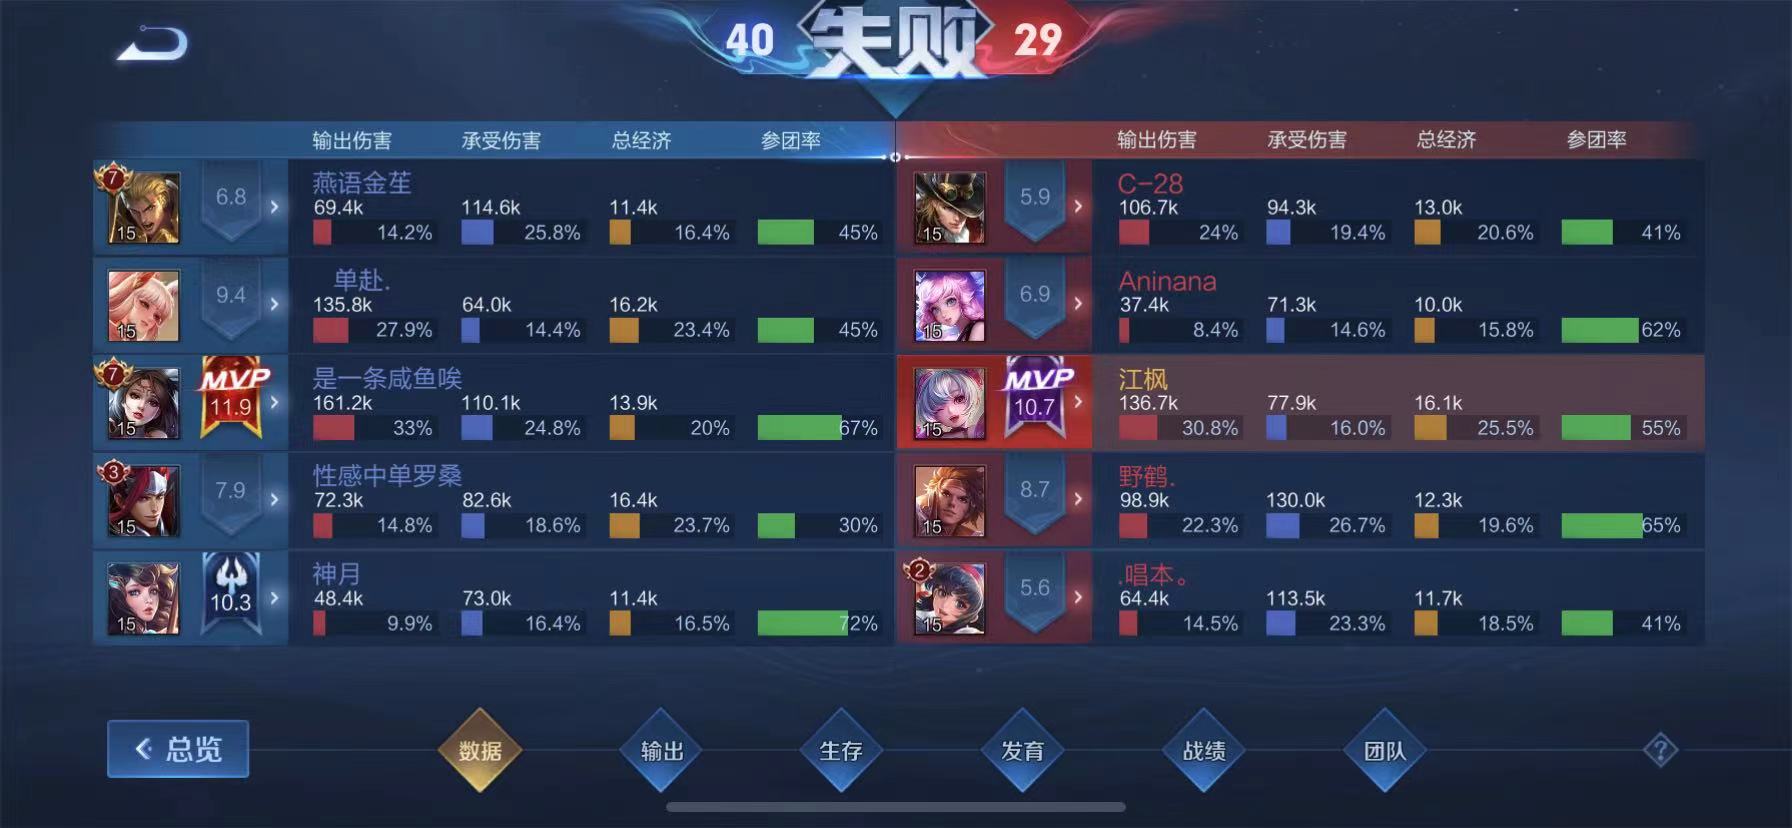 40 失败 29
输出伤害 承受伤害 总经济 参团率 输出伤害 承受伤害 总经济 参团率
7 15 6.8 燕语金苼
69.4k 114.6k 11.4k
14.2% 25.8% 16.4% 45%
15 5.9 C-28
106.7k 94.3k 13.0k
24% 19.4% 20.6% 41%
15 9.4 单赴.
135.8k 64.0k 16.2k
27.9% 14.4% 23.4% 45%
15 6.9 Aninana
37.4k 71.3k 10.0k
8.4% 14.6% 15.8% 62%
7 15 MVP 11.9 是一条咸鱼唉
161.2k 110.1k 13.9k
33% 24.8% 20% 67%
15 MVP 10.7 江枫
136.7k 77.9k 16.1k
30.8% 16.0% 25.5% 55%
3 15 7.9 性感中单罗桑
72.3k 82.6k 16.4k
14.8% 18.6% 23.7% 30%
15 8.7 野鹤.
98.9k 130.0k 12.3k
22.3% 26.7% 19.6% 65%
15 10.3 神月
48.4k 73.0k 11.4k
9.9% 16.4% 16.5% 72%
2 15 5.6 .唱本。
64.4k 113.5k 11.7k
14.5% 23.3% 18.5% 41%
总览 数据 输出 生存 发育 战绩 团队 ?